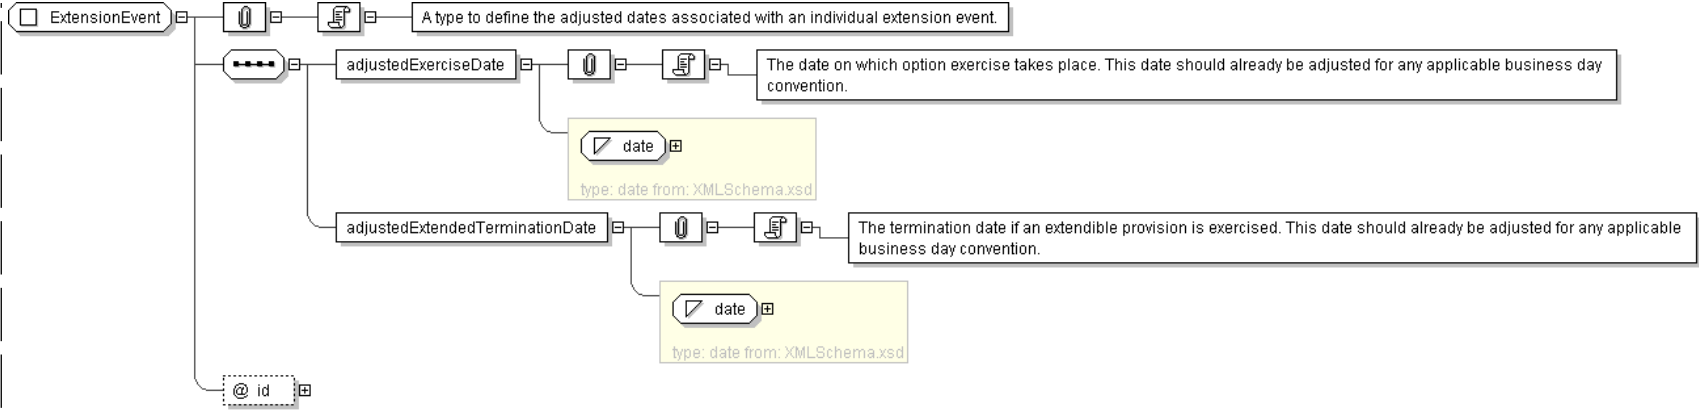 ExtensionEvent
A type to define the adjusted dates associated with an individual extension event.
adjustedExerciseDate
The date on which option exercise takes place. This date should already be adjusted for any applicable business day
convention.
date
type: date from: XMLSchema.xsd
adjustedExtendedTerminationDate
The termination date if an extendible provision is exercised. This date should already be adjusted for any applicable
business day convention.
date
type: date from: XMLSchema.xsd
@ id